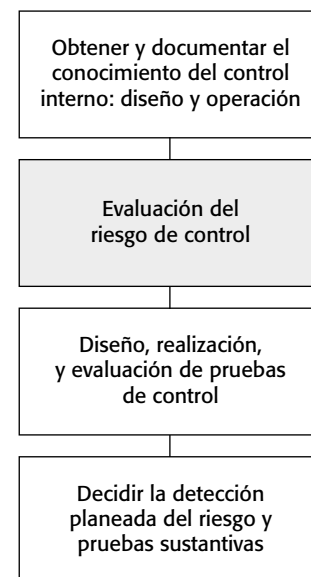 Obtener y documentar el
conocimiento del control
interno: diseño y operación
Evaluación del
riesgo de control
Diseño, realización,
y evaluación de pruebas
de control
Decidir la detección
planeada del riesgo y
pruebas sustantivas